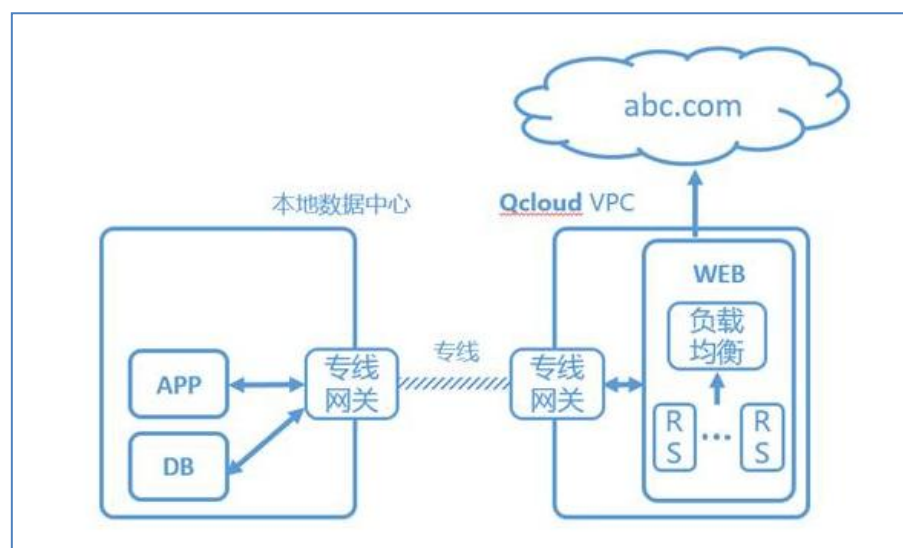 abc.com
本地数据中心
Qcloud VPC
WEB
负载
均衡
APP
DB
专线
网关
专线
专线
网关
R
S
...
R
S